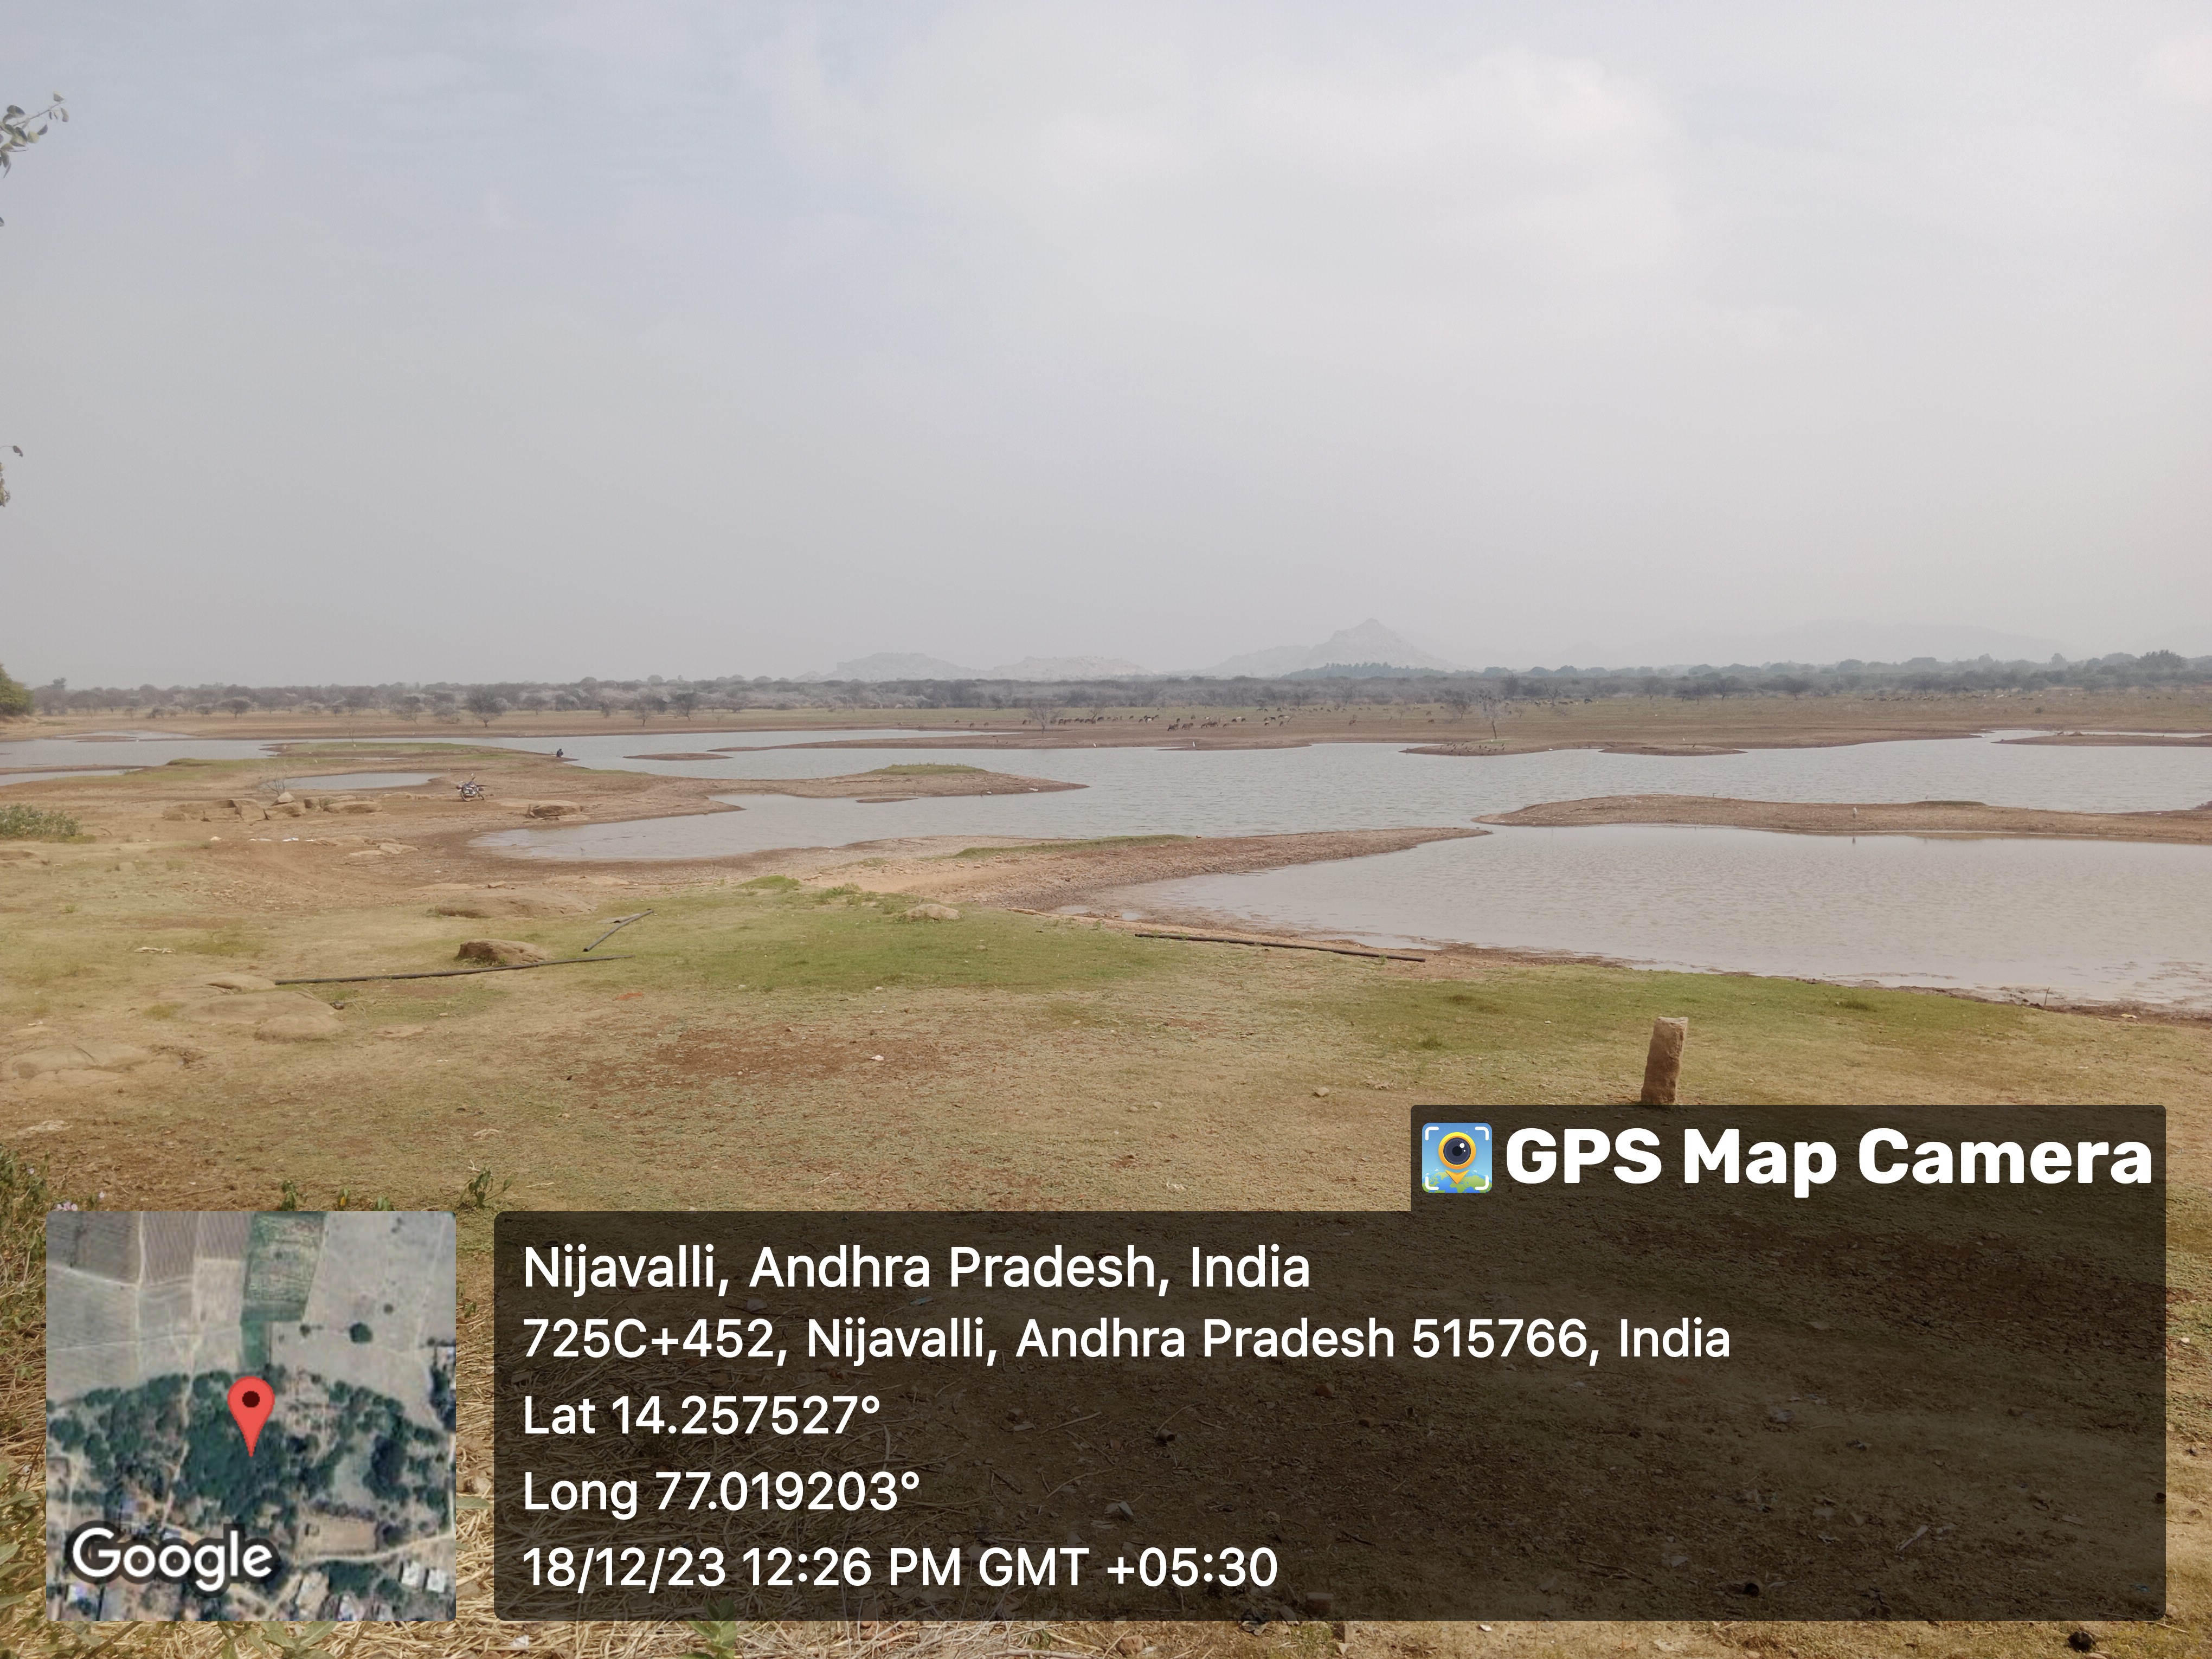 GPS Map Camera
Nijavalli, Andhra Pradesh, India
725C+452, Nijavalli, Andhra Pradesh 515766, India
Lat 14.257527°
Long 77.019203°
18/12/23 12:26 PM GMT +05:30
Google